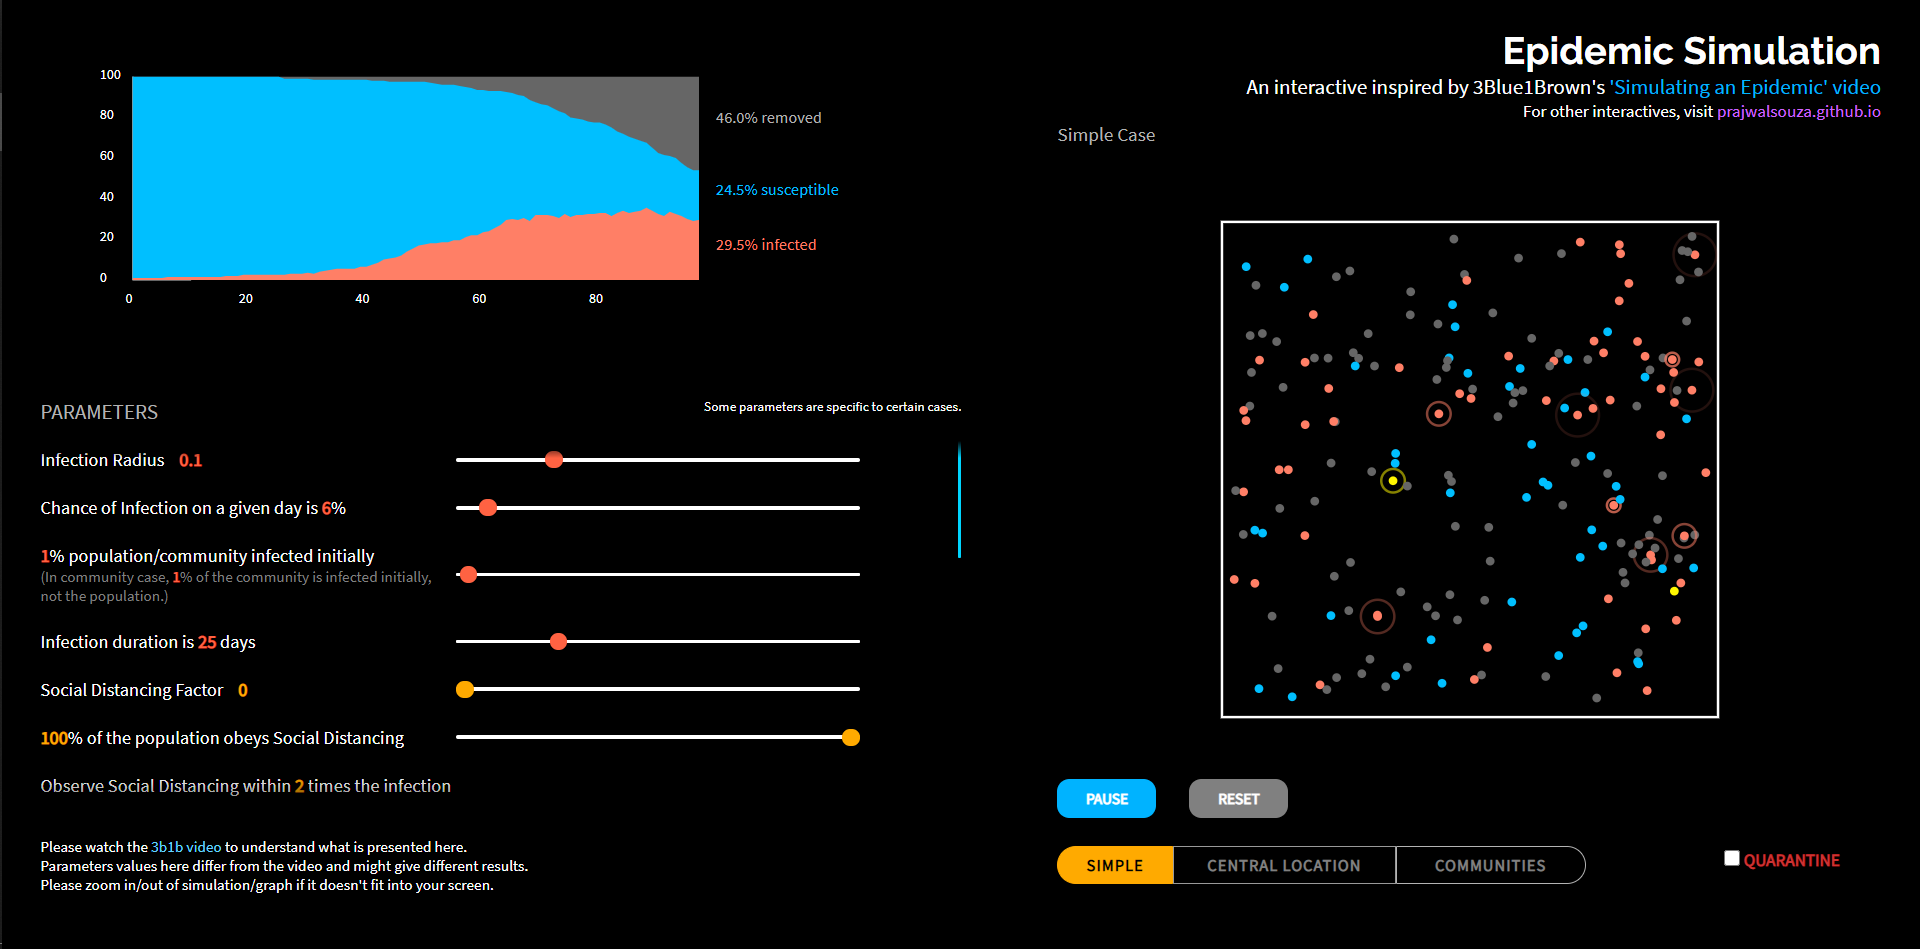 Epidemic Simulation
An interactive inspired by 3Blue1Brown's 'Simulating an Epidemic' video
For other interactives, visit prajwalsouza.github.io
100
80
60
40
20
0
0 20 40 60 80
46.0% removed
24.5% susceptible
29.5% infected
Simple Case
PARAMETERS
Some parameters are specific to certain cases.
Infection Radius 0.1
Chance of Infection on a given day is 6%
1% population/community infected initially
(In community case, 1% of the community is infected initially,
not the population.)
Infection duration is 25 days
Social Distancing Factor 0
100% of the population obeys Social Distancing
Observe Social Distancing within 2 times the infection
Please watch the 3b1b video to understand what is presented here.
Parameters values here differ from the video and might give different results.
Please zoom in/out of simulation/graph if it doesn't fit into your screen.
PAUSE RESET
SIMPLE CENTRAL LOCATION COMMUNITIES
QUARANTINE